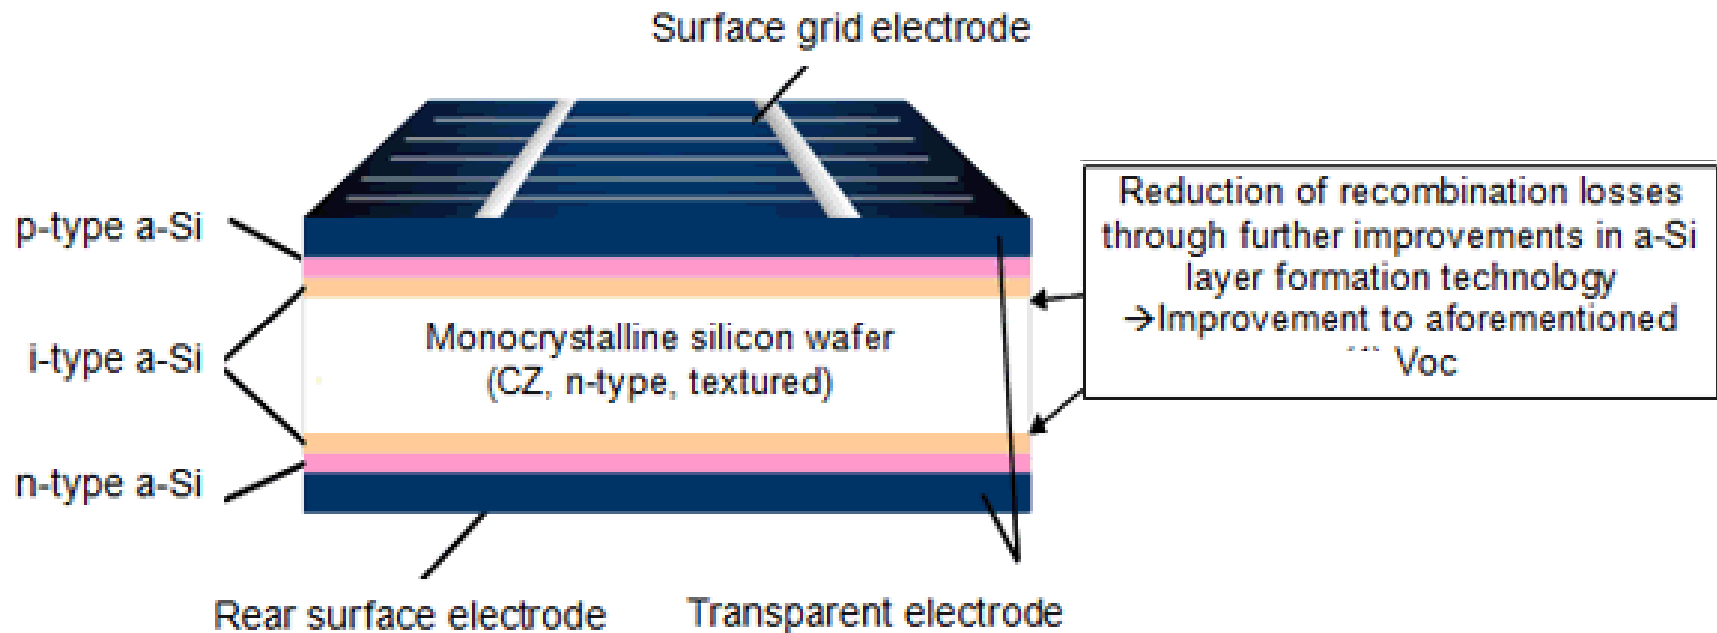 Surface grid electrode
p-type a-Si
i-type a-Si
n-type a-Si
Monocrystalline silicon wafer
(CZ, n-type, textured)
Reduction of recombination losses
through further improvements in a-Si
layer formation technology
→Improvement to aforementioned
Voc
Rear surface electrode
Transparent electrode